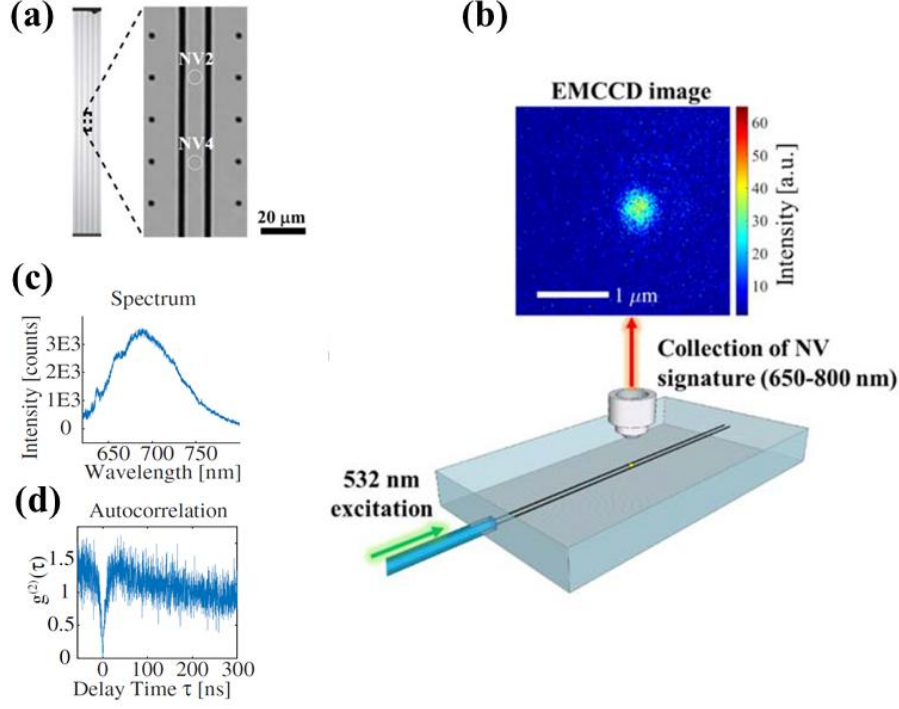 (a)
NV2
NV4
20 μm
(b)
EMCCD image
60
50
40
30
20
10
Intensity [a.u.]
1 μm
Collection of NV
signature (650-800 nm)
532 nm
excitation
(c)
Spectrum
Intensity [counts]
3E3
2E3
1E3
0
650 700 750
Wavelength [nm]
(d)
Autocorrelation
g(2)(τ)
1.5
1
0.5
0
0 100 200 300
Delay Time τ [ns]